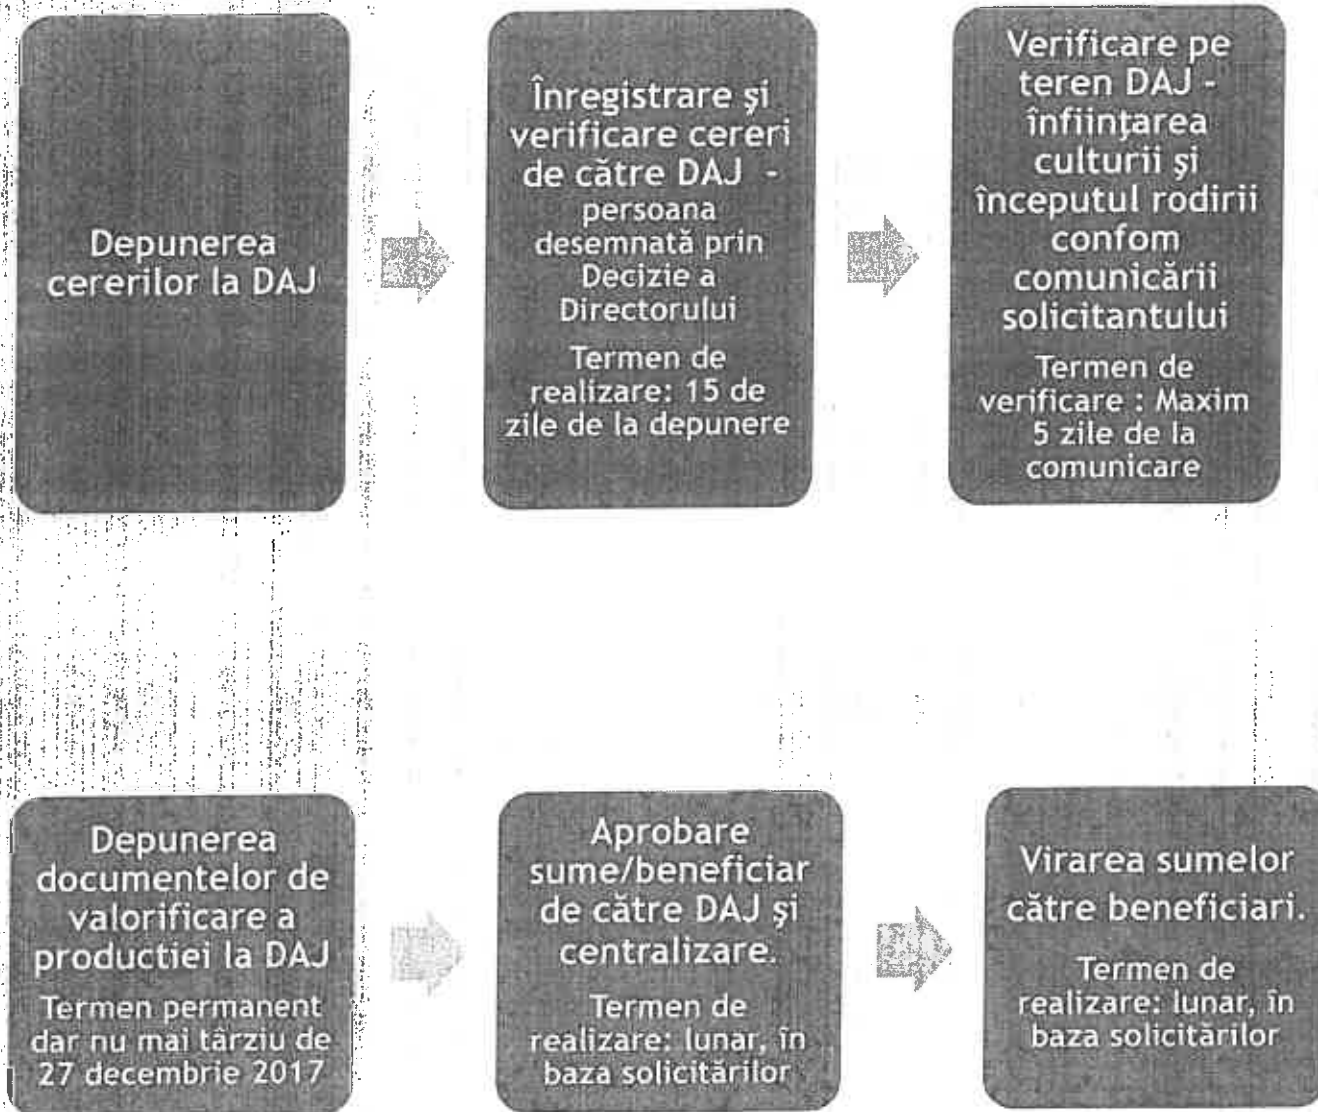 Depunerea
cererilor la DAJ
Înregistrare și
verificare cereri
de către DAJ -
persoana
desemnată prin
Decizie a
Directorului
Termen de
realizare: 15 de
zile de la depunere
Verificare pe
teren DAJ -
înființarea
culturii și
începutul rodirii
confom
comunicării
solicitantului
Termen de
verificare : Maxim
5 zile de la
comunicare
Depunerea
documentelor de
valorificare a
productiei la DAJ
Termen permanent
dar nu mai târziu de
27 decembrie 2017
Aprobare
sume/beneficiar
de către DAJ și
centralizare.
Termen de
realizare: lunar, în
baza solicitărilor
Virarea sumelor
către beneficiari.
Termen de
realizare: lunar, în
baza solicitărilor